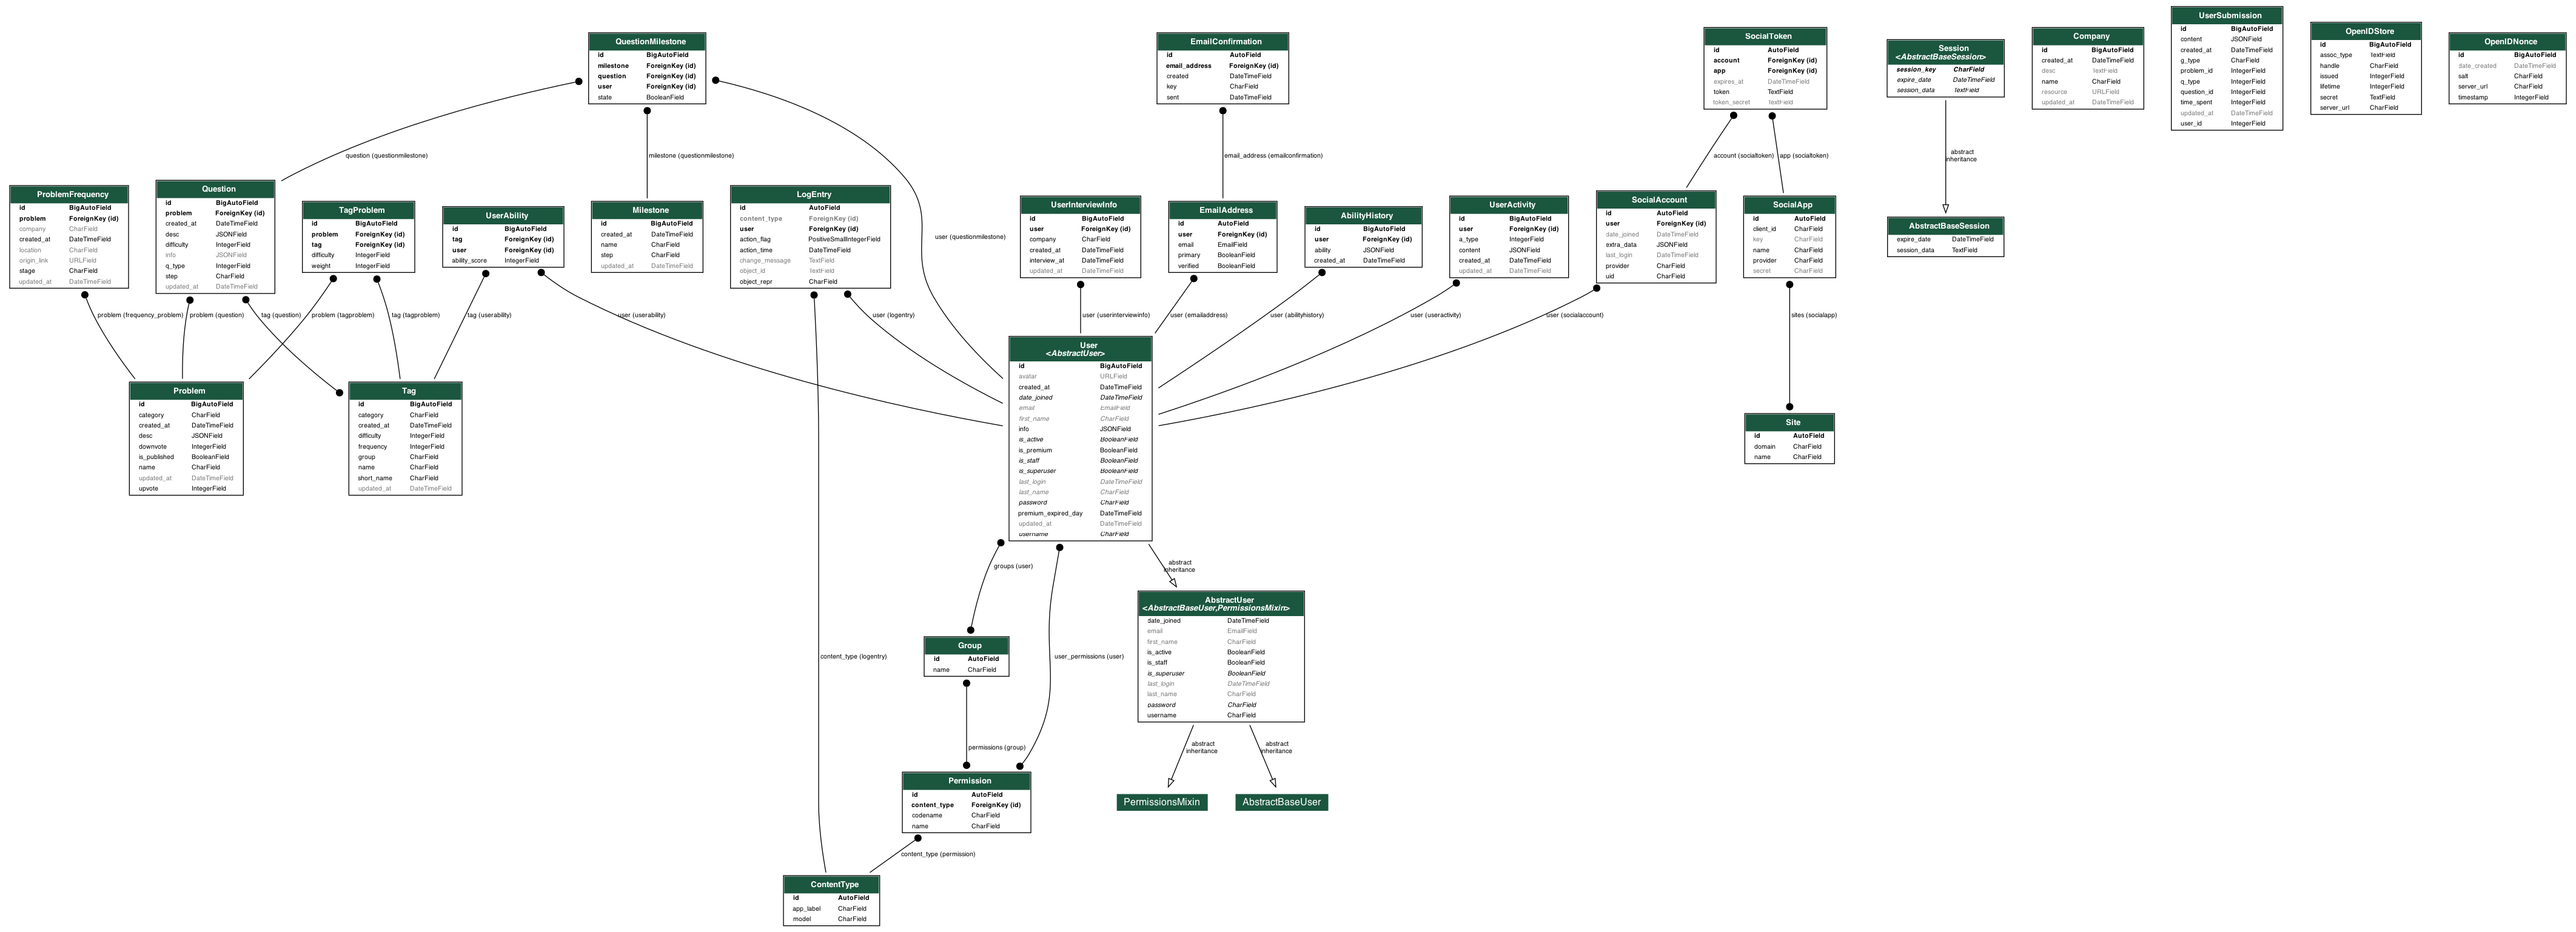 QuestionMilestone
id BigAutoField
milestone ForeignKey (id)
question ForeignKey (id)
user ForeignKey (id)
state BooleanField
EmailConfirmation
id AutoField
email_address ForeignKey (id)
created DateTimeField
key CharField
sent DateTimeField
SocialToken
id AutoField
account ForeignKey (id)
app ForeignKey (id)
expires_at DateTimeField
token TextField
token_secret TextField
Session
<AbstractBaseSession>
session_key CharField
expire_date DateTimeField
session_data TextField
Company
id BigAutoField
created_at DateTimeField
desc TextField
name CharField
resource URLField
updated_at DateTimeField
UserSubmission
id BigAutoField
content JSONField
created_at DateTimeField
g_type CharField
problem_id IntegerField
q_type IntegerField
question_id IntegerField
time_spent IntegerField
updated_at DateTimeField
user_id IntegerField
OpenIDStore
id BigAutoField
assoc_type TextField
handle CharField
issued IntegerField
lifetime IntegerField
secret TextField
server_url CharField
OpenIDNonce
id BigAutoField
date_created DateTimeField
salt CharField
server_url CharField
timestamp IntegerField
question (questionmilestone)
milestone (questionmilestone)
user (questionmilestone)
email_address (emailconfirmation)
account (socialtoken)
app (socialtoken)
abstract
inheritance
ProblemFrequency
id BigAutoField
problem ForeignKey (id)
company CharField
created_at DateTimeField
location CharField
origin_link URLField
stage CharField
updated_at DateTimeField
Question
id BigAutoField
problem ForeignKey (id)
created_at DateTimeField
desc JSONField
difficulty IntegerField
info JSONField
q_type IntegerField
step CharField
updated_at DateTimeField
TagProblem
id BigAutoField
problem ForeignKey (id)
tag ForeignKey (id)
difficulty IntegerField
weight IntegerField
UserAbility
id BigAutoField
tag ForeignKey (id)
user ForeignKey (id)
ability_score IntegerField
Milestone
id BigAutoField
created_at DateTimeField
name CharField
step CharField
updated_at DateTimeField
LogEntry
id AutoField
content_type ForeignKey (id)
user ForeignKey (id)
action_flag PositiveSmallIntegerField
action_time DateTimeField
change_message TextField
object_id TextField
object_repr CharField
UserInterviewInfo
id BigAutoField
user ForeignKey (id)
company CharField
created_at DateTimeField
interview_at DateTimeField
updated_at DateTimeField
EmailAddress
id AutoField
user ForeignKey (id)
email EmailField
primary BooleanField
verified BooleanField
AbilityHistory
id BigAutoField
user ForeignKey (id)
ability JSONField
created_at DateTimeField
UserActivity
id BigAutoField
user ForeignKey (id)
a_type IntegerField
content JSONField
created_at DateTimeField
updated_at DateTimeField
SocialAccount
id AutoField
user ForeignKey (id)
date_joined DateTimeField
extra_data JSONField
last_login DateTimeField
provider CharField
uid CharField
SocialApp
id AutoField
client_id CharField
key CharField
name CharField
provider CharField
secret CharField
AbstractBaseSession
expire_date DateTimeField
session_data TextField
problem (frequency_problem)
problem (question)
tag (question)
problem (tagproblem)
tag (tagproblem)
tag (userability)
user (userability)
user (logentry)
user (userinterviewinfo)
user (emailaddress)
user (abilityhistory)
user (useractivity)
user (socialaccount)
sites (socialapp)
Problem
id BigAutoField
category CharField
created_at DateTimeField
desc JSONField
downvote IntegerField
is_published BooleanField
name CharField
updated_at DateTimeField
upvote IntegerField
Tag
id BigAutoField
category CharField
created_at DateTimeField
difficulty IntegerField
frequency IntegerField
group CharField
name CharField
short_name CharField
updated_at DateTimeField
User
<AbstractUser>
id BigAutoField
avatar URLField
created_at DateTimeField
date_joined DateTimeField
email EmailField
first_name CharField
info JSONField
is_active BooleanField
is_premium BooleanField
is_staff BooleanField
is_superuser BooleanField
last_login DateTimeField
last_name CharField
password CharField
premium_expired_day DateTimeField
updated_at DateTimeField
username CharField
Site
id AutoField
domain CharField
name CharField
groups (user)
abstract
inheritance
content_type (logentry)
user_permissions (user)
Group
id AutoField
name CharField
AbstractUser
<AbstractBaseUser,PermissionsMixin>
date_joined DateTimeField
email EmailField
first_name CharField
is_active BooleanField
is_staff BooleanField
is_superuser BooleanField
last_login DateTimeField
last_name CharField
password CharField
username CharField
permissions (group)
abstract
inheritance
abstract
inheritance
Permission
id AutoField
content_type ForeignKey (id)
codename CharField
name CharField
PermissionsMixin
AbstractBaseUser
content_type (permission)
ContentType
id AutoField
app_label CharField
model CharField